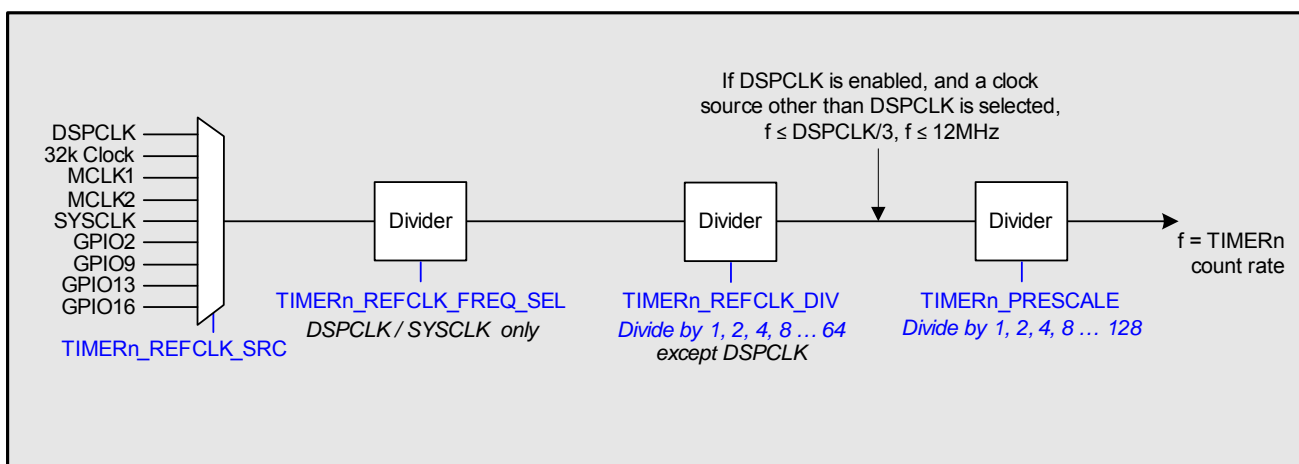 If DSPCLK is enabled, and a clock
source other than DSPCLK is selected,
f ≤ DSPCLK/3, f ≤ 12MHz
DSPCLK
32k Clock
MCLK1
MCLK2
SYSCLK
GPIO2
GPIO9
GPIO13
GPIO16
TIMERn_REFCLK_SRC
Divider
TIMERn_REFCLK_FREQ_SEL
DSPCLK / SYSCLK only
Divider
TIMERn_REFCLK_DIV
Divide by 1, 2, 4, 8 … 64
except DSPCLK
Divider
TIMERn_PRESCALE
Divide by 1, 2, 4, 8 … 128
f = TIMERn
count rate